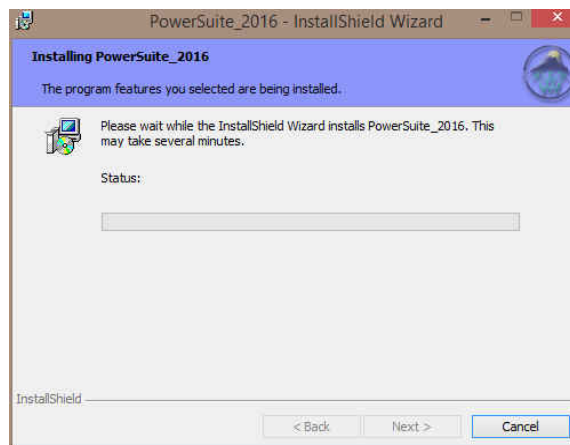 PowerSuite_2016 - InstallShield Wizard
Installing PowerSuite_2016
The program features you selected are being installed.
Please wait while the InstallShield Wizard installs PowerSuite_2016. This
may take several minutes.
Status:
InstallShield
< Back Next > Cancel